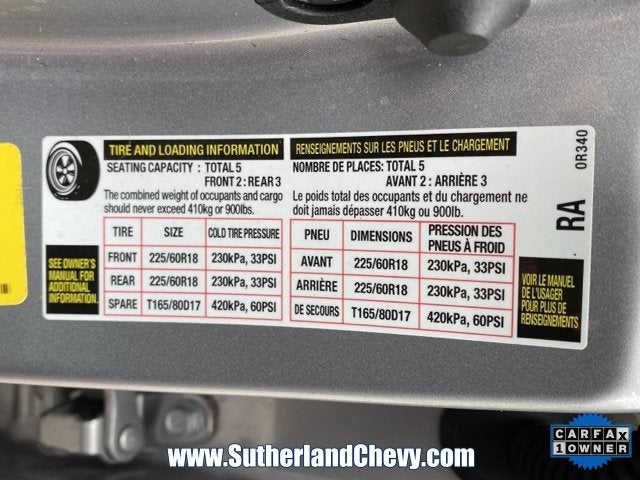 TIRE AND LOADING INFORMATION
SEATING CAPACITY : TOTAL 5
FRONT 2 : REAR 3
The combined weight of occupants and cargo
should never exceed 410kg or 900lb.
TIRE SIZE COLD TIRE PRESSURE
FRONT 225/60R18 230kPa, 33PSI
REAR 225/60R18 230kPa, 33PSI
SPARE T165/80D17 420kPa, 60PSI
SEE OWNER'S
MANUAL FOR
ADDITIONAL
INFORMATION.
RENSEIGNEMENTS SUR LES PNEUS ET LE CHARGEMENT
NOMBRE DE PLACES: TOTAL 5
AVANT 2 : ARRIÈRE 3
Le poids total des occupants et du chargement ne
doit jamais dépasser 410kg ou 900lb.
PNEU DIMENSIONS PRESSION DES
PNEUS À FROID
AVANT 225/60R18 230kPa, 33PSI
ARRIÈRE 225/60R18 230kPa, 33PSI
DE SECOURS T165/80D17 420kPa, 60PSI
VOIR LE MANUEL
DE L'USAGER
POUR PLUS DE
RENSEIGNEMENTS
0R340
RA
www.SutherlandChevy.com
CARFAX
1 OWNER